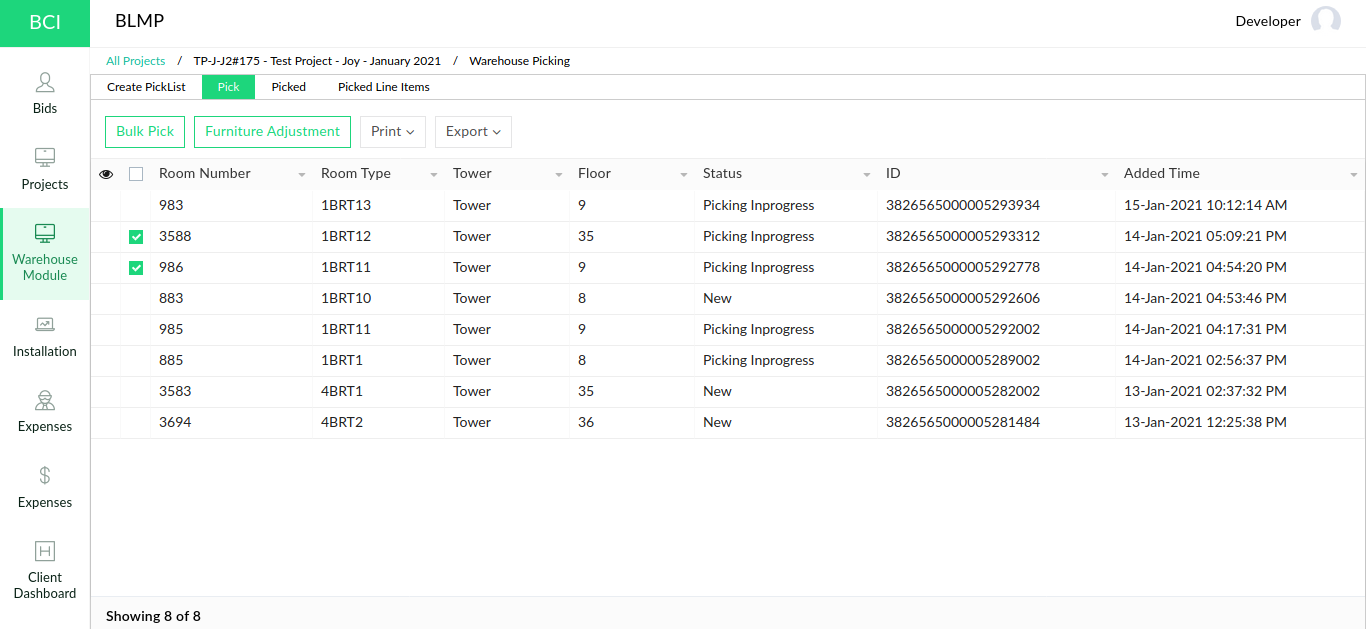 BCI
BLMP
Developer
All Projects / TP-J-J2#175 - Test Project - Joy - January 2021 / Warehouse Picking
Create PickList Pick Picked Picked Line Items
Bulk Pick Furniture Adjustment Print Export
Room Number Room Type Tower Floor Status ID Added Time
983 1BRT13 Tower 9 Picking Inprogress 3826565000005293934 15-Jan-2021 10:12:14 AM
3588 1BRT12 Tower 35 Picking Inprogress 3826565000005293312 14-Jan-2021 05:09:21 PM
986 1BRT11 Tower 9 Picking Inprogress 3826565000005292778 14-Jan-2021 04:54:20 PM
883 1BRT10 Tower 8 New 3826565000005292606 14-Jan-2021 04:53:46 PM
985 1BRT11 Tower 9 Picking Inprogress 3826565000005292002 14-Jan-2021 04:17:31 PM
885 1BRT1 Tower 8 Picking Inprogress 3826565000005289002 14-Jan-2021 02:56:37 PM
3583 4BRT1 Tower 35 New 3826565000005282002 13-Jan-2021 02:37:32 PM
3694 4BRT2 Tower 36 New 3826565000005281484 13-Jan-2021 12:25:38 PM
Showing 8 of 8
Bids
Projects
Warehouse
Module
Installation
Expenses
Expenses
Client
Dashboard